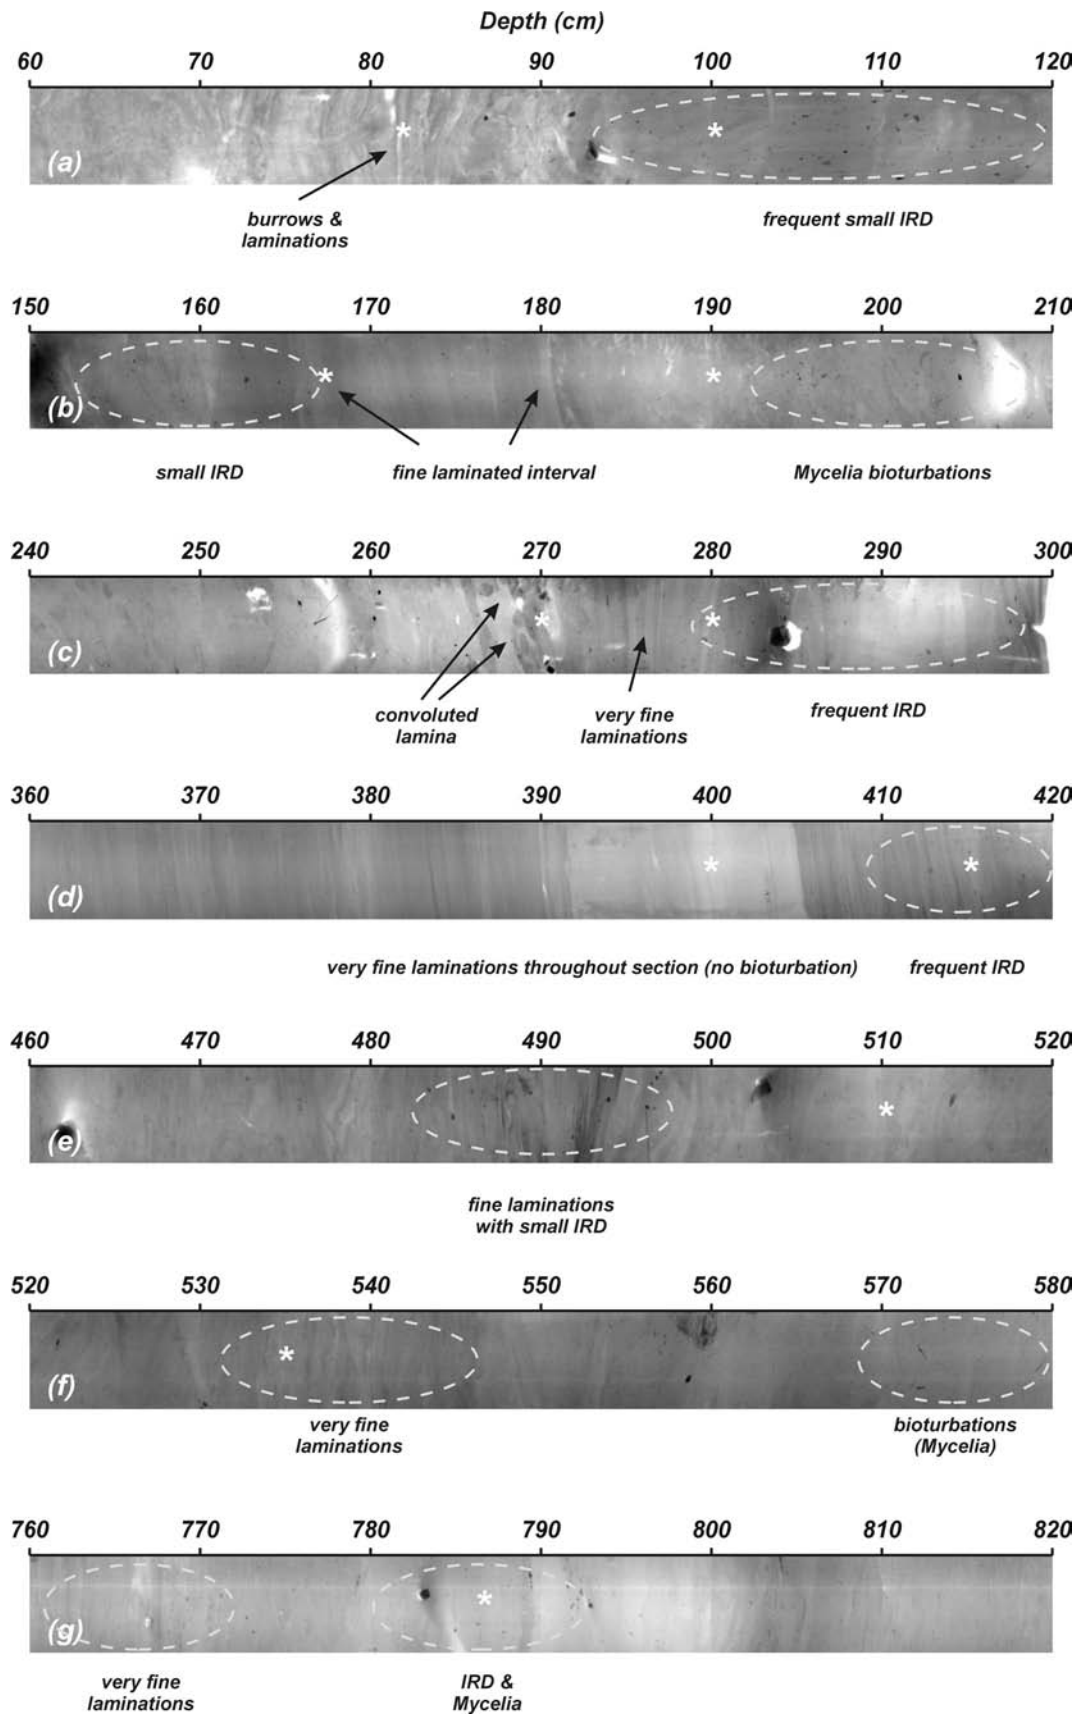 Depth (cm)
60 70 80 90 100 110 120
* *
(a)
burrows &
laminations
frequent small IRD
150 160 170 180 190 200 210
* *
(b)
small IRD fine laminated interval Mycelia bioturbations
240 250 260 270 280 290 300
* *
(c)
convoluted
lamina
very fine
laminations
frequent IRD
360 370 380 390 400 410 420
* *
(d)
very fine laminations throughout section (no bioturbation) frequent IRD
460 470 480 490 500 510 520
*
(e)
fine laminations
with small IRD
520 530 540 550 560 570 580
*
(f)
very fine
laminations
bioturbations
(Mycelia)
760 770 780 790 800 810 820
*
(g)
very fine
laminations
IRD &
Mycelia